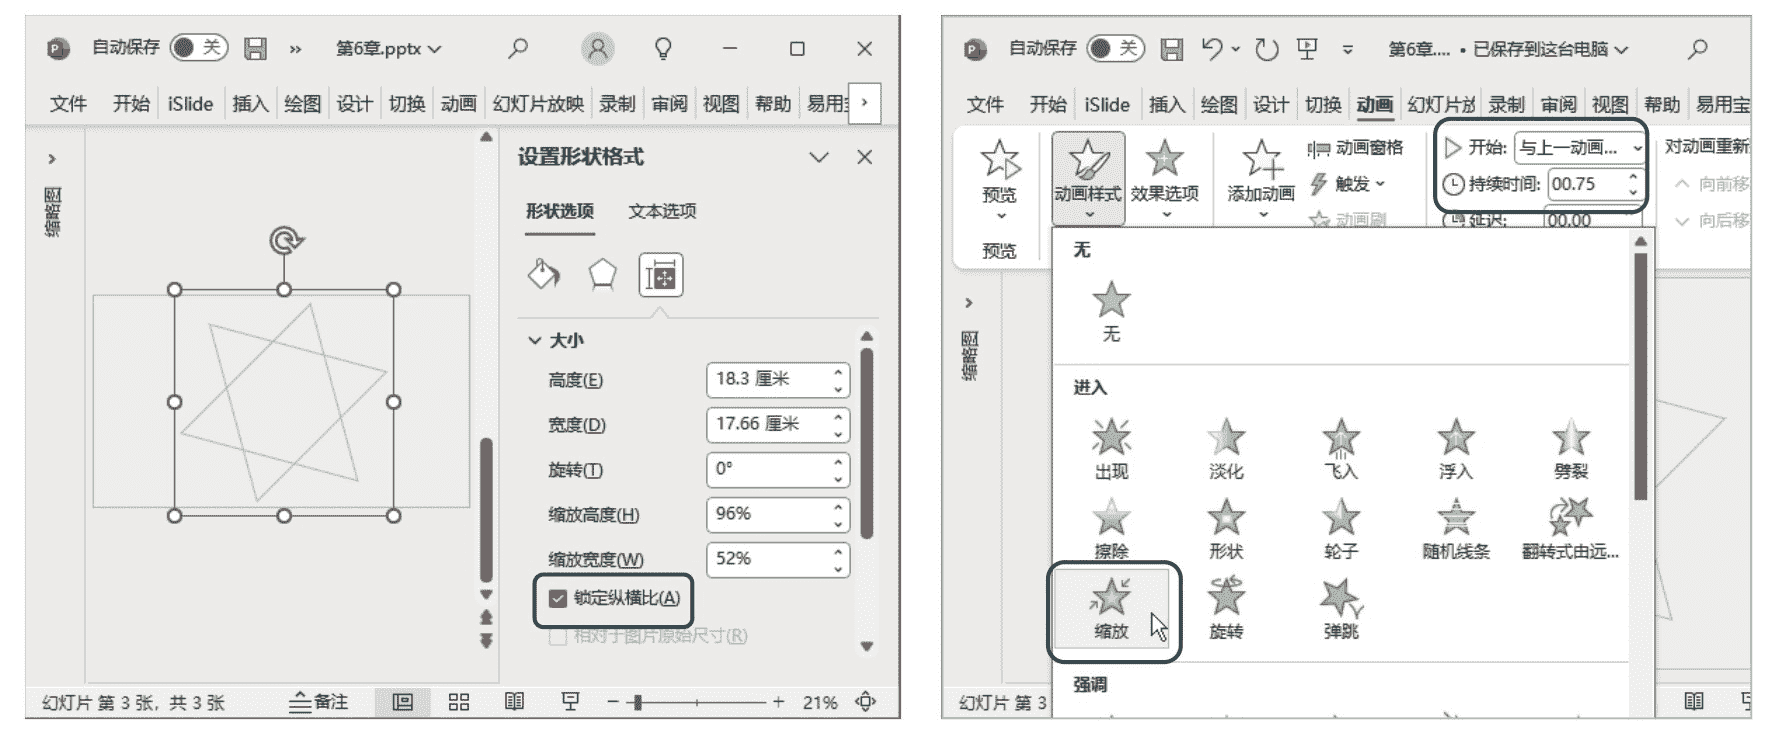 自动保存 关 » 第6章.pptx
文件 开始 iSlide 插入 绘图 设计 切换 动画 幻灯片放映 录制 审阅 视图 帮助 易用宝
缩略图
设置形状格式
形状选项 文本选项
大小
高度(E) 18.3 厘米
宽度(D) 17.66 厘米
旋转(T) 0°
缩放高度(H) 96%
缩放宽度(W) 52%
锁定纵横比(A)
相对于图片原始尺寸(R)
幻灯片 第 3 张，共 3 张 备注 21%
自动保存 关 第6章.... • 已保存到这台电脑
文件 开始 iSlide 插入 绘图 设计 切换 动画 幻灯片放 录制 审阅 视图 帮助 易用宝
预览 动画样式 效果选项 添加动画
动画窗格
触发
动画刷
开始: 与上一动画...
持续时间: 00.75
延迟: 00.00
对动画重新
向前移
向后移
预览
缩略图
无
无
进入
出现 淡化 飞入 浮入 劈裂
擦除 形状 轮子 随机线条 翻转式由远...
缩放 旋转 弹跳
强调
幻灯片 第 3